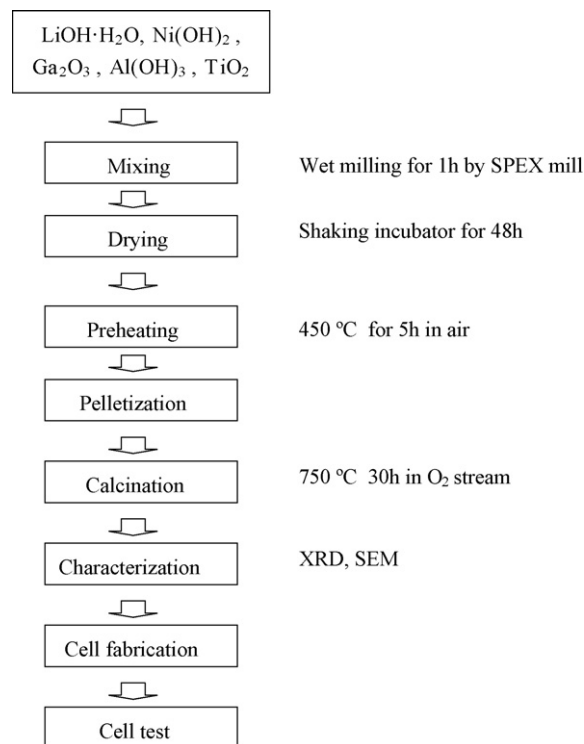 LiOH·H₂O, Ni(OH)₂ ,
Ga₂O₃ , Al(OH)₃ , TiO₂
Mixing
Wet milling for 1h by SPEX mill
Drying
Shaking incubator for 48h
Preheating
450 ºC for 5h in air
Pelletization
Calcination
750 ºC 30h in O₂ stream
Characterization
XRD, SEM
Cell fabrication
Cell test